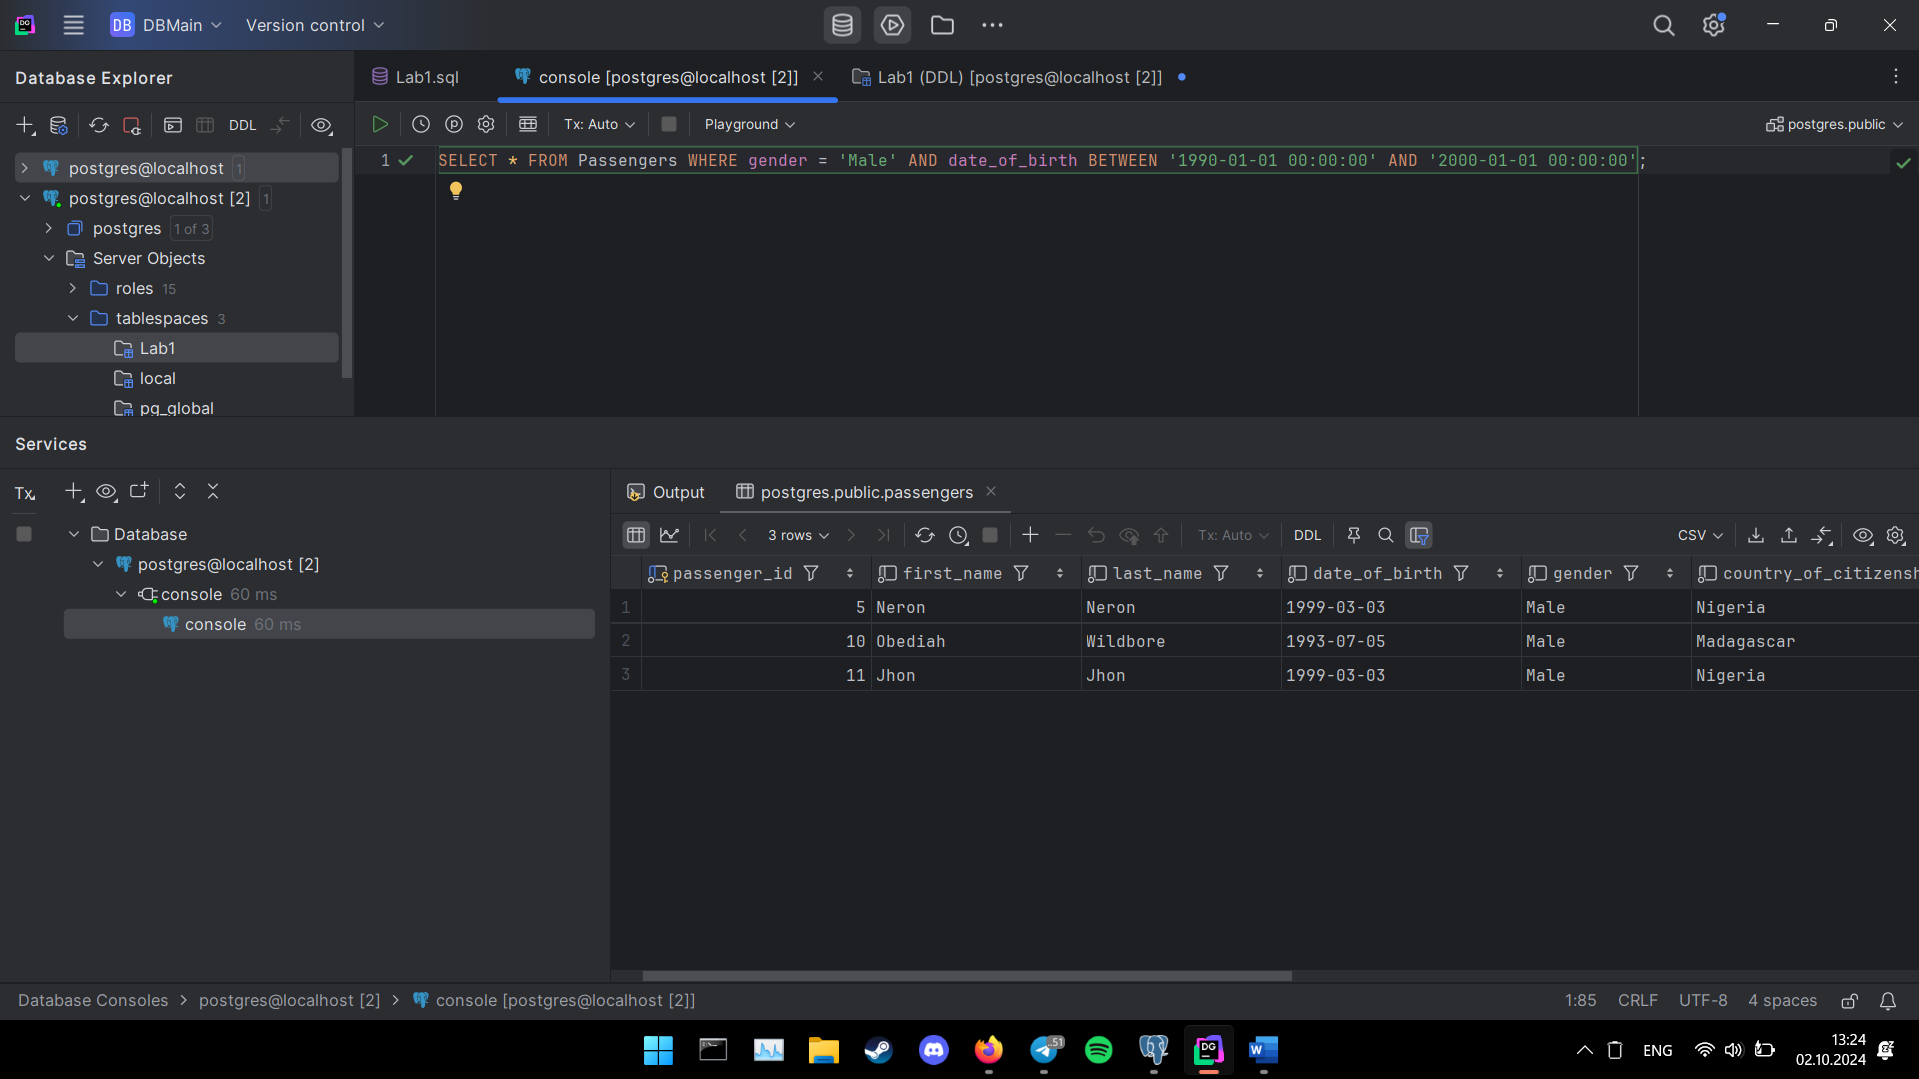 DB DBMain Version control
Database Explorer
Lab1.sql console [postgres@localhost [2]] Lab1 (DDL) [postgres@localhost [2]]
DDL
Tx: Auto Playground postgres.public
postgres@localhost 1
postgres@localhost [2] 1
postgres 1 of 3
Server Objects
roles 15
tablespaces 3
Lab1
local
pg_global
1 SELECT * FROM Passengers WHERE gender = 'Male' AND date_of_birth BETWEEN '1990-01-01 00:00:00' AND '2000-01-01 00:00:00';
Services
Tx
Database
postgres@localhost [2]
console 60 ms
console 60 ms
Output postgres.public.passengers
3 rows Tx: Auto DDL CSV
passenger_id first_name last_name date_of_birth gender country_of_citizensh
1 5 Neron Neron 1999-03-03 Male Nigeria
2 10 Obediah Wildbore 1993-07-05 Male Madagascar
3 11 Jhon Jhon 1999-03-03 Male Nigeria
Database Consoles > postgres@localhost [2] > console [postgres@localhost [2]]
1:85 CRLF UTF-8 4 spaces
51
DG
W
ENG
13:24
02.10.2024